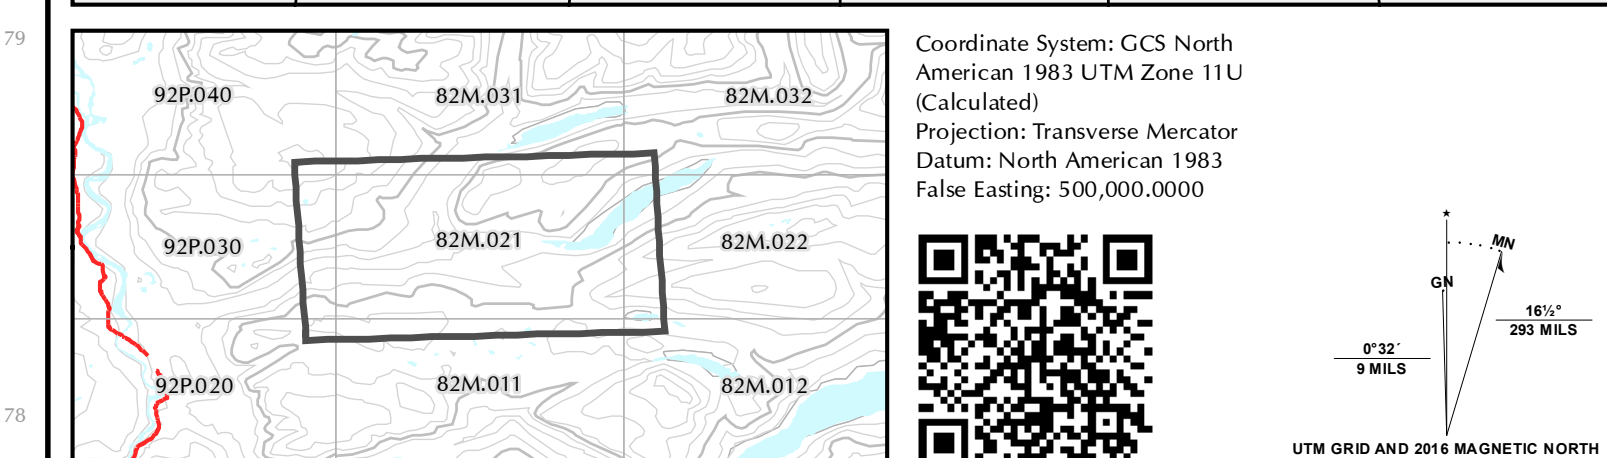 79
92P.040
82M.031
82M.032
92P.030
82M.021
82M.022
92P.020
82M.011
82M.012
78
Coordinate System: GCS North
American 1983 UTM Zone 11U
(Calculated)
Projection: Transverse Mercator
Datum: North American 1983
False Easting: 500,000.0000
MN
GN
16½°
293 MILS
0°32´
9 MILS
UTM GRID AND 2016 MAGNETIC NORTH